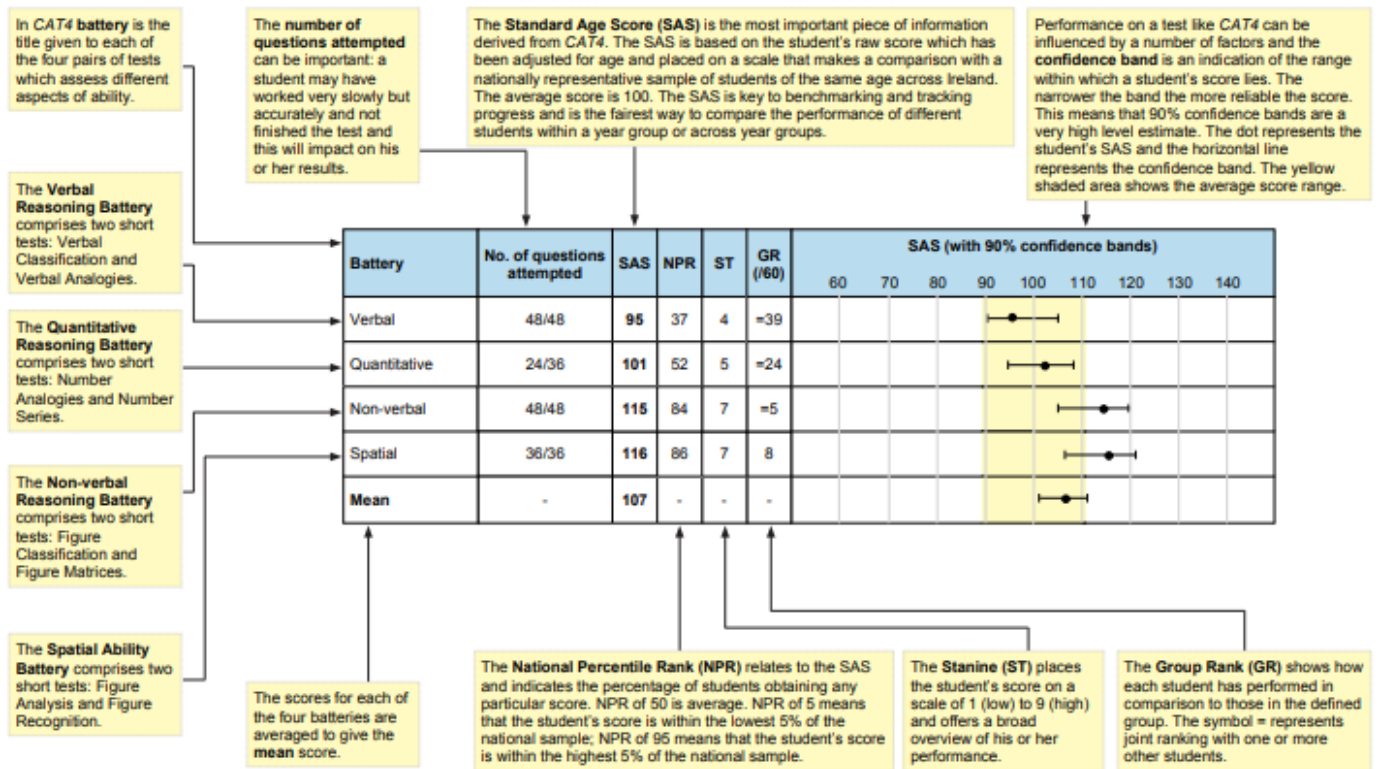 In CAT4 battery is the
title given to each of
the four pairs of tests
which assess different
aspects of ability.
The number of
questions attempted
can be important: a
student may have
worked very slowly but
accurately and not
finished the test and
this will impact on his
or her results.
The Standard Age Score (SAS) is the most important piece of information
derived from CAT4. The SAS is based on the student's raw score which has
been adjusted for age and placed on a scale that makes a comparison with a
nationally representative sample of students of the same age across Ireland.
The average score is 100. The SAS is key to benchmarking and tracking
progress and is the fairest way to compare the performance of different
students within a year group or across year groups.
Performance on a test like CAT4 can be
influenced by a number of factors and the
confidence band is an indication of the range
within which a student's score lies. The
narrower the band the more reliable the score.
This means that 90% confidence bands are a
very high level estimate. The dot represents the
student's SAS and the horizontal line
represents the confidence band. The yellow
shaded area shows the average score range.
The Verbal
Reasoning Battery
comprises two short
tests: Verbal
Classification and
Verbal Analogies.
The Quantitative
Reasoning Battery
comprises two short
tests: Number
Analogies and Number
Series.
The Non-verbal
Reasoning Battery
comprises two short
tests: Figure
Classification and
Figure Matrices.
The Spatial Ability
Battery comprises two
short tests: Figure
Analysis and Figure
Recognition.
Battery No. of questions attempted SAS NPR ST GR (/60) SAS (with 90% confidence bands)
60 70 80 90 100 110 120 130 140
Verbal 48/48 95 37 4 =39
Quantitative 24/36 101 52 5 =24
Non-verbal 48/48 115 84 7 =5
Spatial 36/36 116 86 7 8
Mean - 107 - - -
The scores for each of
the four batteries are
averaged to give the
mean score.
The National Percentile Rank (NPR) relates to the SAS
and indicates the percentage of students obtaining any
particular score. NPR of 50 is average. NPR of 5 means
that the student's score is within the lowest 5% of the
national sample; NPR of 95 means that the student's score
is within the highest 5% of the national sample.
The Stanine (ST) places
the student's score on a
scale of 1 (low) to 9 (high)
and offers a broad
overview of his or her
performance.
The Group Rank (GR) shows how
each student has performed in
comparison to those in the defined
group. The symbol = represents
joint ranking with one or more
other students.